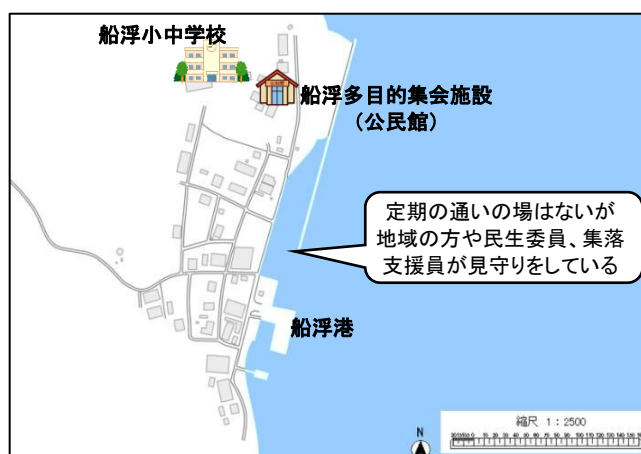 船浮小中学校
船浮多目的集会施設
（公民館）
定期の通いの場はないが
地域の方や民生委員、集落
支援員が見守りをしている
船浮港
N
縮尺 1：2500